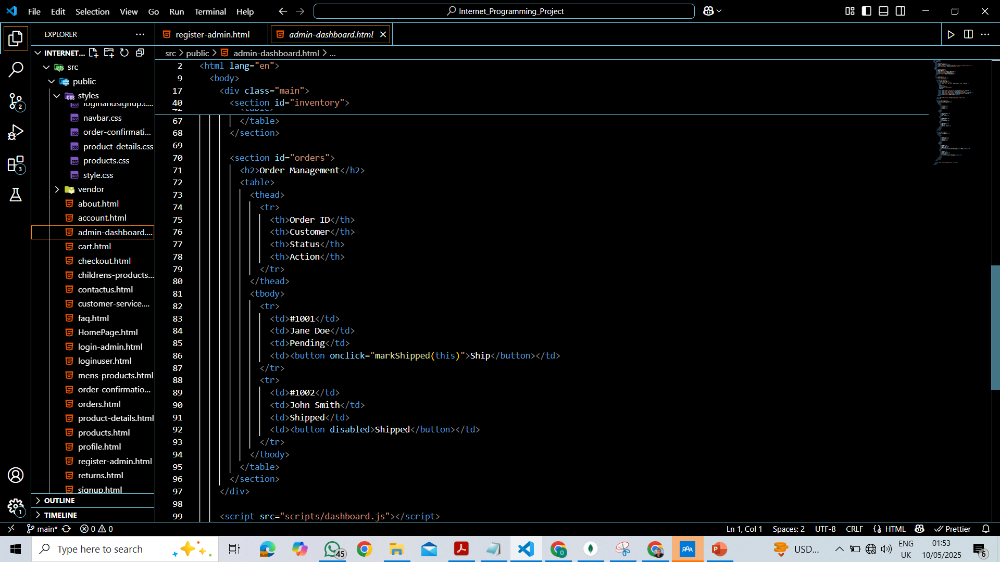 File Edit Selection View Go Run Terminal Help
Internet_Programming_Project
EXPLORER
INTERNET...
src
public
styles
loginandsignup.c...
navbar.css
order-confirmati...
product-details.css
products.css
style.css
vendor
about.html
account.html
admin-dashboard....
cart.html
checkout.html
childrens-products...
contactus.html
customer-service....
faq.html
HomePage.html
login-admin.html
loginuser.html
mens-products.html
order-confirmatio...
orders.html
product-details.html
products.html
profile.html
register-admin.html
returns.html
signup.html
OUTLINE
TIMELINE
2
3
1
register-admin.html
admin-dashboard.html
src > public > admin-dashboard.html > ...
2 <html lang="en">
9 <body>
17 <div class="main">
40 <section id="inventory">
42 <table>
67 </table>
68 </section>
69
70 <section id="orders">
71 <h2>Order Management</h2>
72 <table>
73 <thead>
74 <tr>
75 <th>Order ID</th>
76 <th>Customer</th>
77 <th>Status</th>
78 <th>Action</th>
79 </tr>
80 </thead>
81 <tbody>
82 <tr>
83 <td>#1001</td>
84 <td>Jane Doe</td>
85 <td>Pending</td>
86 <td><button onclick="markShipped(this)">Ship</button></td>
87 </tr>
88 <tr>
89 <td>#1002</td>
90 <td>John Smith</td>
91 <td>Shipped</td>
92 <td><button disabled>Shipped</button></td>
93 </tr>
94 </tbody>
95 </table>
96 </section>
97 </div>
98
99 <script src="scripts/dashboard.js"></script>
main* 0 0
Ln 1, Col 1 Spaces: 2 UTF-8 CRLF HTML Prettier
Type here to search
45
USD...
ENG
UK
01:53
10/05/2025
6